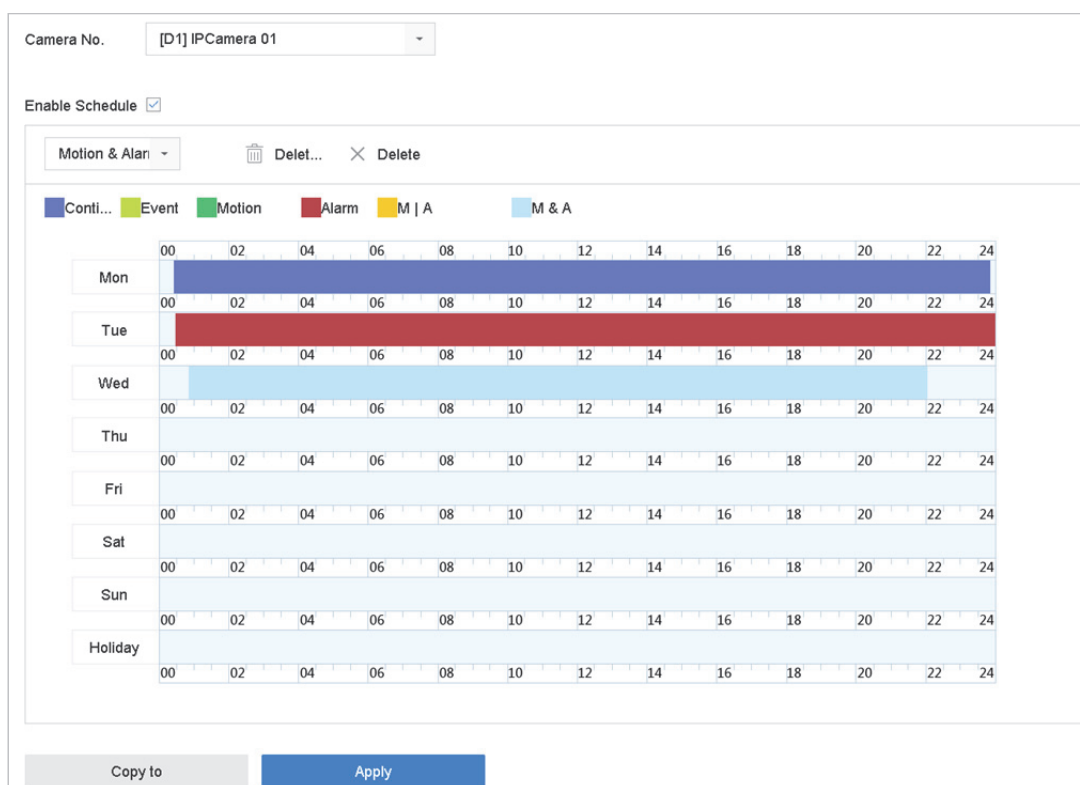 Camera No. [D1] IPCamera 01
Enable Schedule
Motion & Alar Delet... Delete
Conti... Event Motion Alarm M | A M & A
00 02 04 06 08 10 12 14 16 18 20 22 24
Mon
00 02 04 06 08 10 12 14 16 18 20 22 24
Tue
00 02 04 06 08 10 12 14 16 18 20 22 24
Wed
00 02 04 06 08 10 12 14 16 18 20 22 24
Thu
00 02 04 06 08 10 12 14 16 18 20 22 24
Fri
00 02 04 06 08 10 12 14 16 18 20 22 24
Sat
00 02 04 06 08 10 12 14 16 18 20 22 24
Sun
00 02 04 06 08 10 12 14 16 18 20 22 24
Holiday
00 02 04 06 08 10 12 14 16 18 20 22 24
Copy to Apply